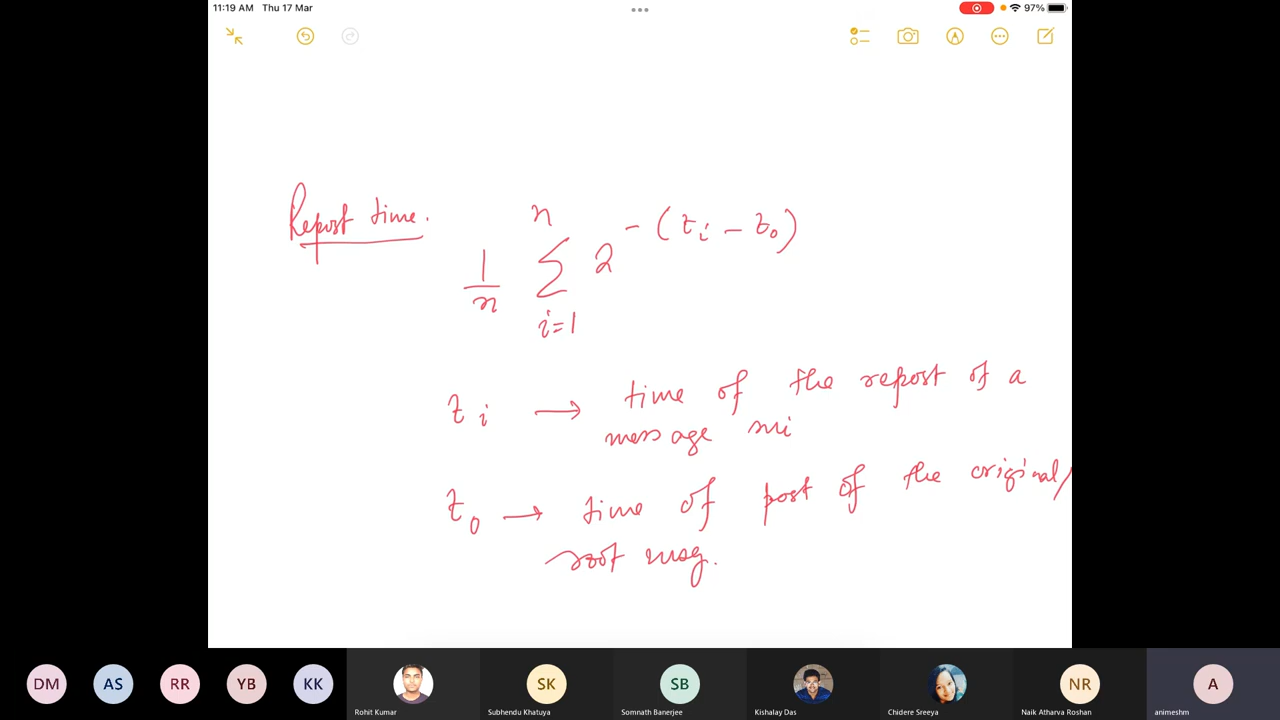 11:19 AM Thu 17 Mar
97%
Repost time.
1/n ∑ i=1 n 2 -(ti - t0)
ti → time of the repost of a
message mi
t0 → time of post of the original/
root msg.
DM AS RR YB KK SK SB NR A
Rohit Kumar Subhendu Khatuya Somnath Banerjee Kishalay Das Chidere Sreeya Naik Atharva Roshan animeshm